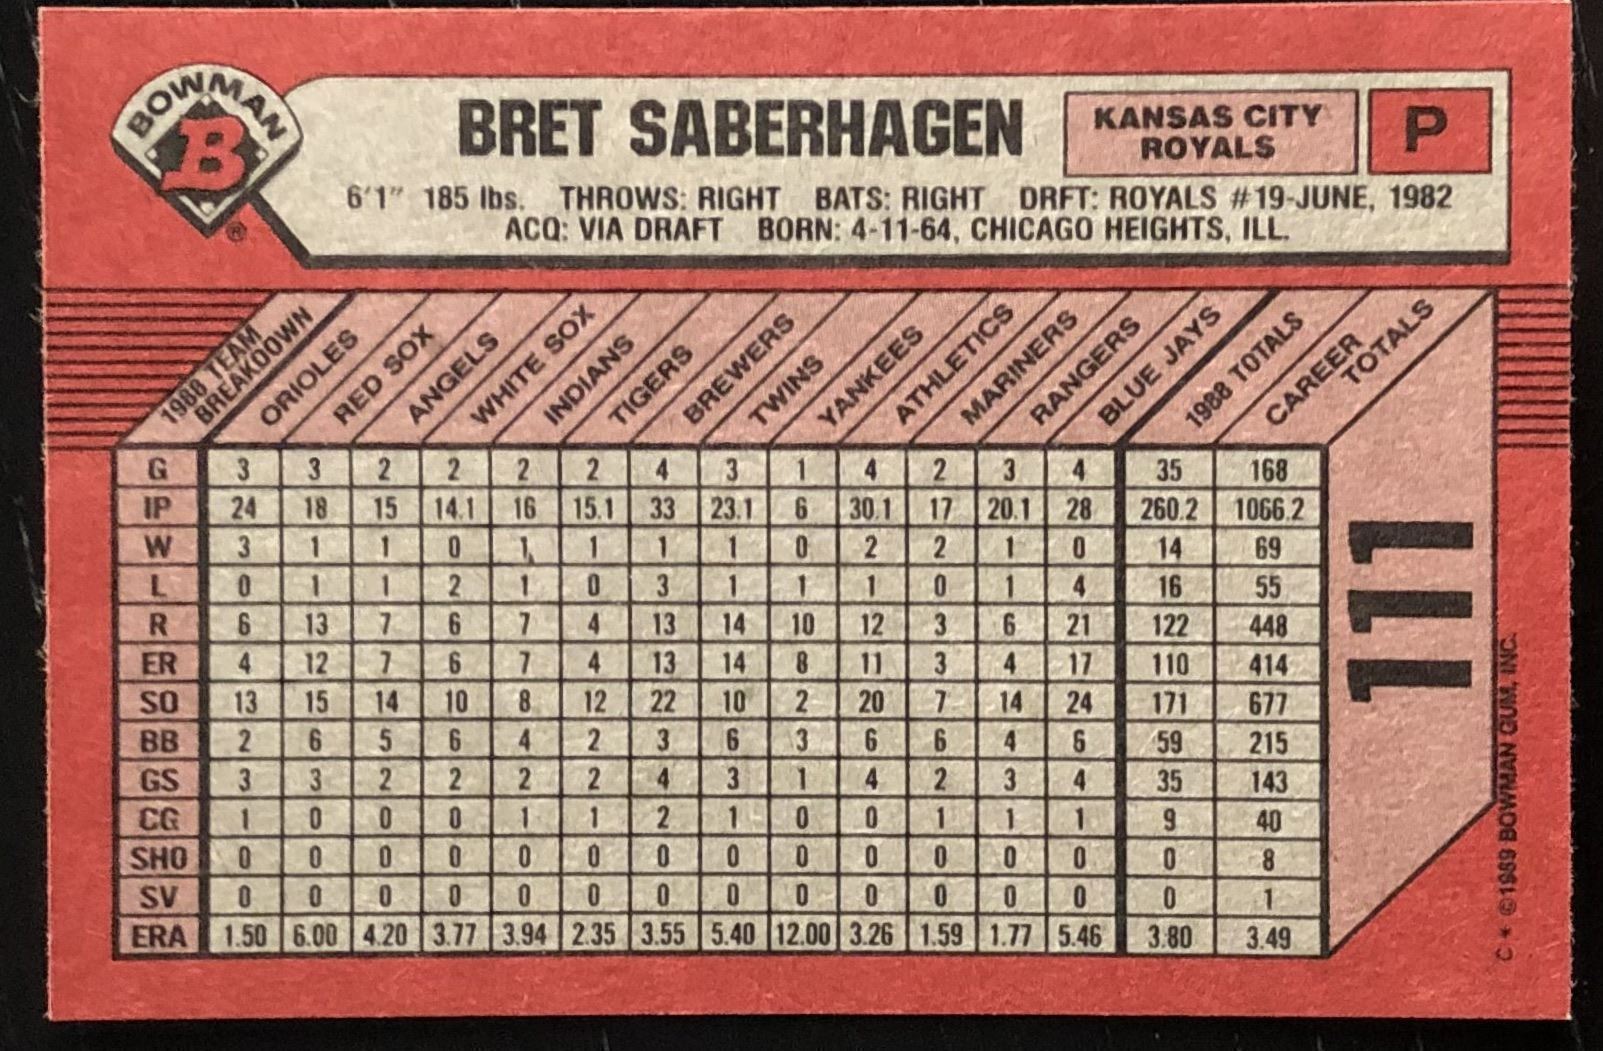 BOWMAN
B
®
BRET SABERHAGEN
KANSAS CITY
ROYALS
P
6'1" 185 lbs. THROWS: RIGHT BATS: RIGHT DRFT: ROYALS #19-JUNE, 1982
ACQ: VIA DRAFT BORN: 4-11-64, CHICAGO HEIGHTS, ILL.
1988 TEAM
BREAKDOWN
ORIOLES
RED SOX
ANGELS
WHITE SOX
INDIANS
TIGERS
BREWERS
TWINS
YANKEES
ATHLETICS
MARINERS
RANGERS
BLUE JAYS
1988 TOTALS
CAREER
TOTALS
G 3 3 2 2 2 2 4 3 1 4 2 3 4 35 168
IP 24 18 15 14.1 16 15.1 33 23.1 6 30.1 17 20.1 28 260.2 1066.2
W 3 1 1 0 1 1 1 1 0 2 2 1 0 14 69
L 0 1 1 2 1 0 3 1 1 1 0 1 4 16 55
R 6 13 7 6 7 4 13 14 10 12 3 6 21 122 448
ER 4 12 7 6 7 4 13 14 8 11 3 4 17 110 414
SO 13 15 14 10 8 12 22 10 2 20 7 14 24 171 677
BB 2 6 5 6 4 2 3 6 3 6 6 4 6 59 215
GS 3 3 2 2 2 2 4 3 1 4 2 3 4 35 143
CG 1 0 0 0 1 1 2 1 0 0 1 1 1 9 40
SHO 0 0 0 0 0 0 0 0 0 0 0 0 0 0 8
SV 0 0 0 0 0 0 0 0 0 0 0 0 0 0 1
ERA 1.50 6.00 4.20 3.77 3.94 2.35 3.55 5.40 12.00 3.26 1.59 1.77 5.46 3.80 3.49
111
C * ©1989 BOWMAN GUM, INC.